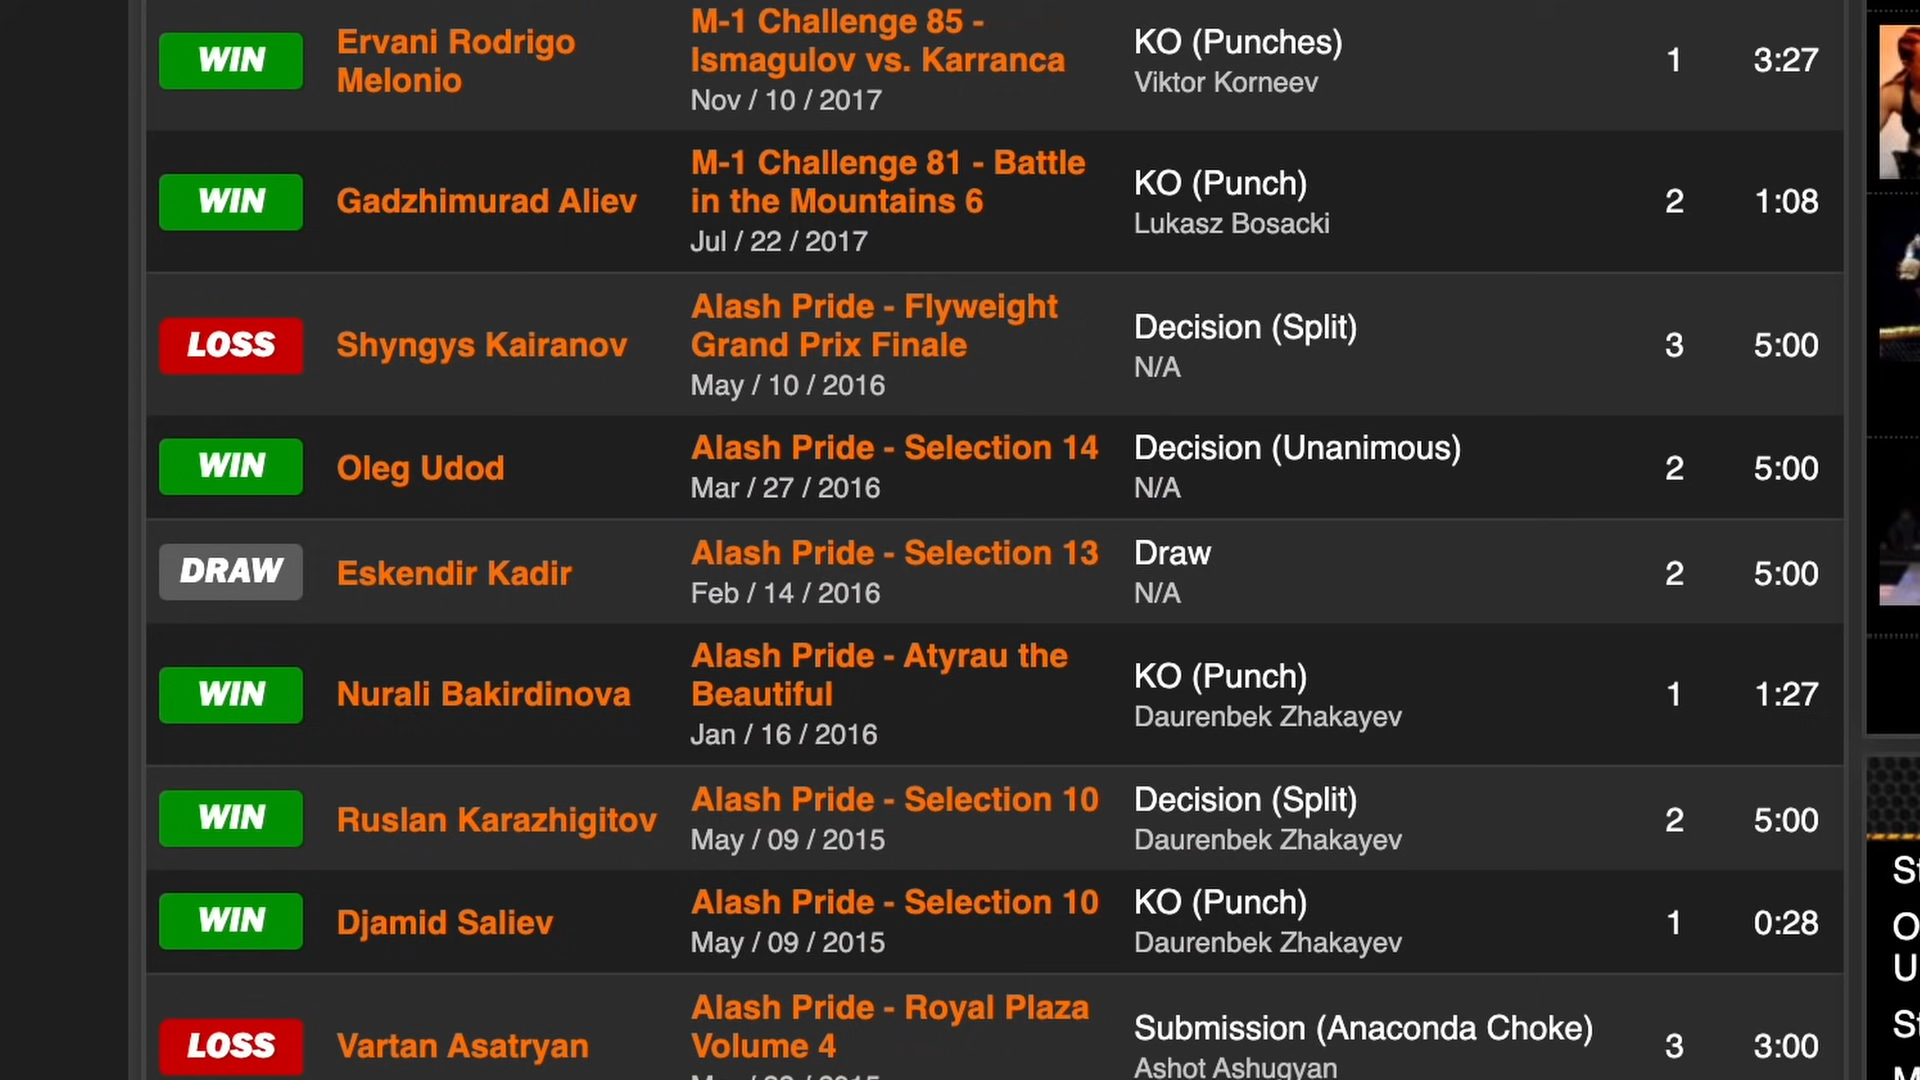 WIN
Ervani Rodrigo
Melonio
M-1 Challenge 85 -
Ismagulov vs. Karranca
Nov / 10 / 2017
KO (Punches)
Viktor Korneev
1
3:27
WIN
Gadzhimurad Aliev
M-1 Challenge 81 - Battle
in the Mountains 6
Jul / 22 / 2017
KO (Punch)
Lukasz Bosacki
2
1:08
LOSS
Shyngys Kairanov
Alash Pride - Flyweight
Grand Prix Finale
May / 10 / 2016
Decision (Split)
N/A
3
5:00
WIN
Oleg Udod
Alash Pride - Selection 14
Mar / 27 / 2016
Decision (Unanimous)
N/A
2
5:00
DRAW
Eskendir Kadir
Alash Pride - Selection 13
Feb / 14 / 2016
Draw
N/A
2
5:00
WIN
Nurali Bakirdinova
Alash Pride - Atyrau the
Beautiful
Jan / 16 / 2016
KO (Punch)
Daurenbek Zhakayev
1
1:27
WIN
Ruslan Karazhigitov
Alash Pride - Selection 10
May / 09 / 2015
Decision (Split)
Daurenbek Zhakayev
2
5:00
WIN
Djamid Saliev
Alash Pride - Selection 10
May / 09 / 2015
KO (Punch)
Daurenbek Zhakayev
1
0:28
LOSS
Vartan Asatryan
Alash Pride - Royal Plaza
Volume 4
Submission (Anaconda Choke)
Ashot Ashugyan
3
3:00